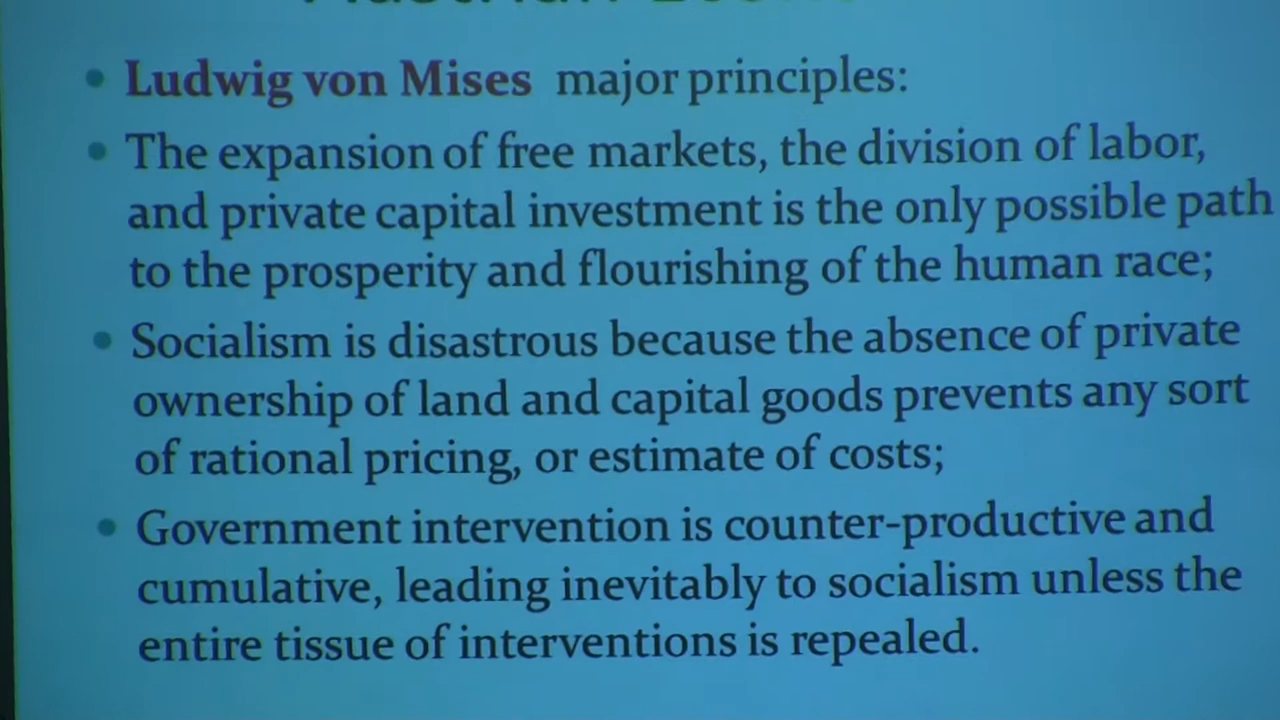 • Ludwig von Mises major principles:
• The expansion of free markets, the division of labor,
and private capital investment is the only possible path
to the prosperity and flourishing of the human race;
• Socialism is disastrous because the absence of private
ownership of land and capital goods prevents any sort
of rational pricing, or estimate of costs;
• Government intervention is counter-productive and
cumulative, leading inevitably to socialism unless the
entire tissue of interventions is repealed.